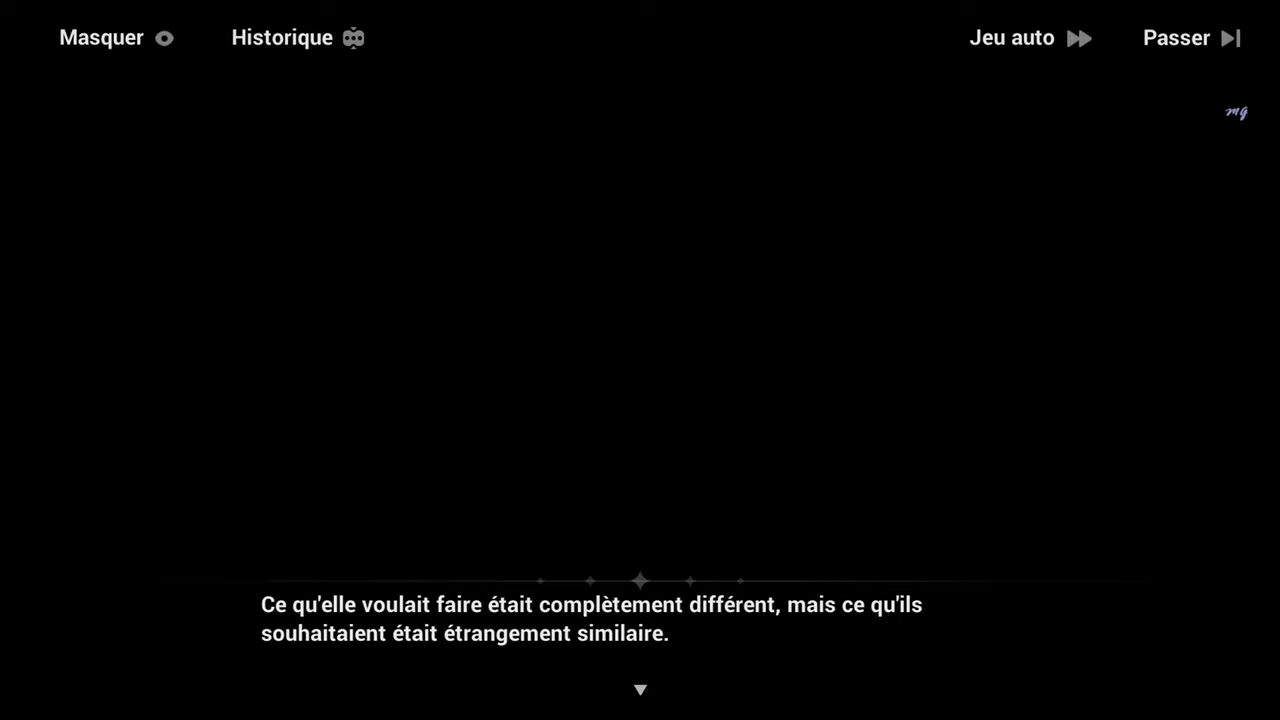 Masquer Historique Jeu auto Passer
mg
Ce qu'elle voulait faire était complètement différent, mais ce qu'ils
souhaitaient était étrangement similaire.